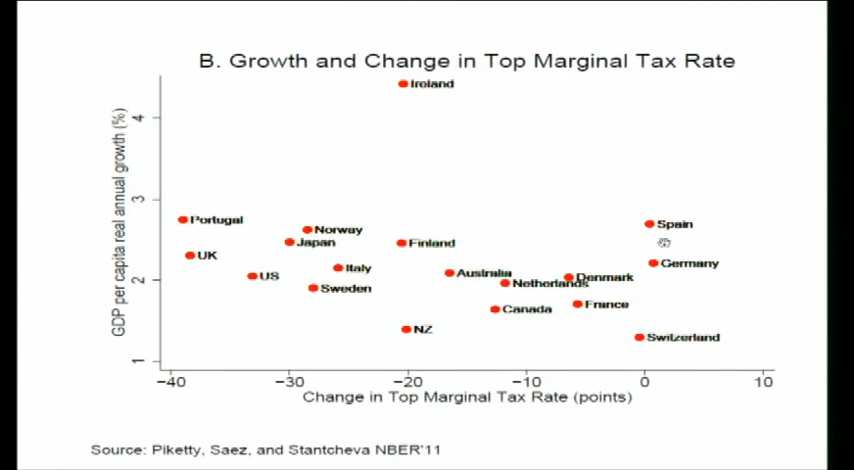 B. Growth and Change in Top Marginal Tax Rate
GDP per capita real annual growth (%)
4
3
2
1
Ireland
Portugal
Norway
Spain
Japan
Finland
UK
Germany
Italy
US
Australia
Denmark
Netherlands
Sweden
France
Canada
NZ
Switzerland
−40
−30
−20
−10
0
10
Change in Top Marginal Tax Rate (points)
Source: Piketty, Saez, and Stantcheva NBER'11